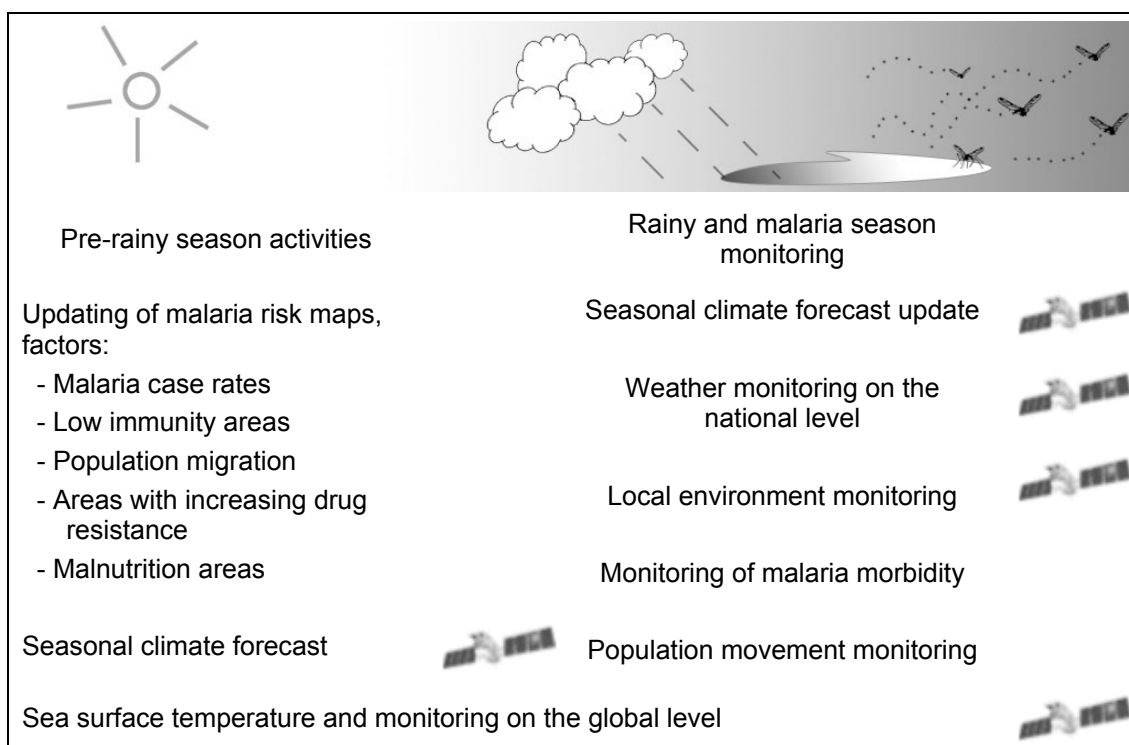 Pre-rainy season activities
Updating of malaria risk maps,
factors:
- Malaria case rates
- Low immunity areas
- Population migration
- Areas with increasing drug
resistance
- Malnutrition areas
Seasonal climate forecast
Rainy and malaria season
monitoring
Seasonal climate forecast update
Weather monitoring on the
national level
Local environment monitoring
Monitoring of malaria morbidity
Population movement monitoring
Sea surface temperature and monitoring on the global level